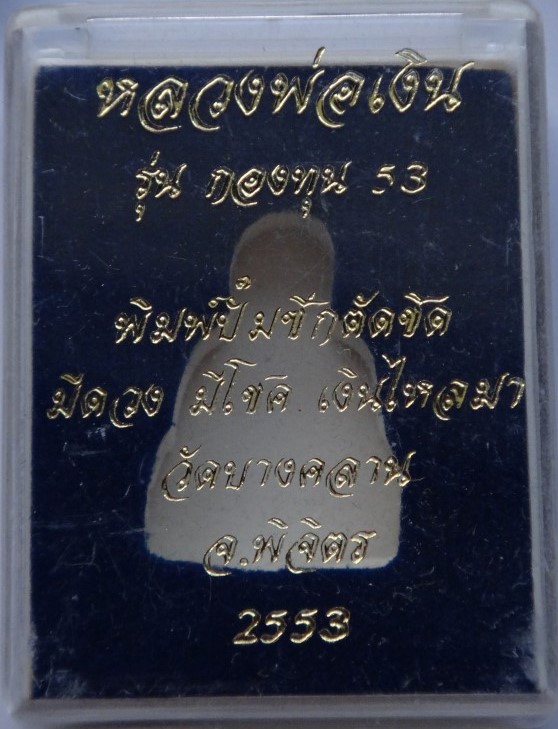 หลวงพ่อเงิน
รุ่น กองทุน 53
พิมพ์ปั๊มซีกตัดชิด
มีดวง มีโชค เงินไหลมา
วัดบางคลาน
จ.พิจิตร
2553